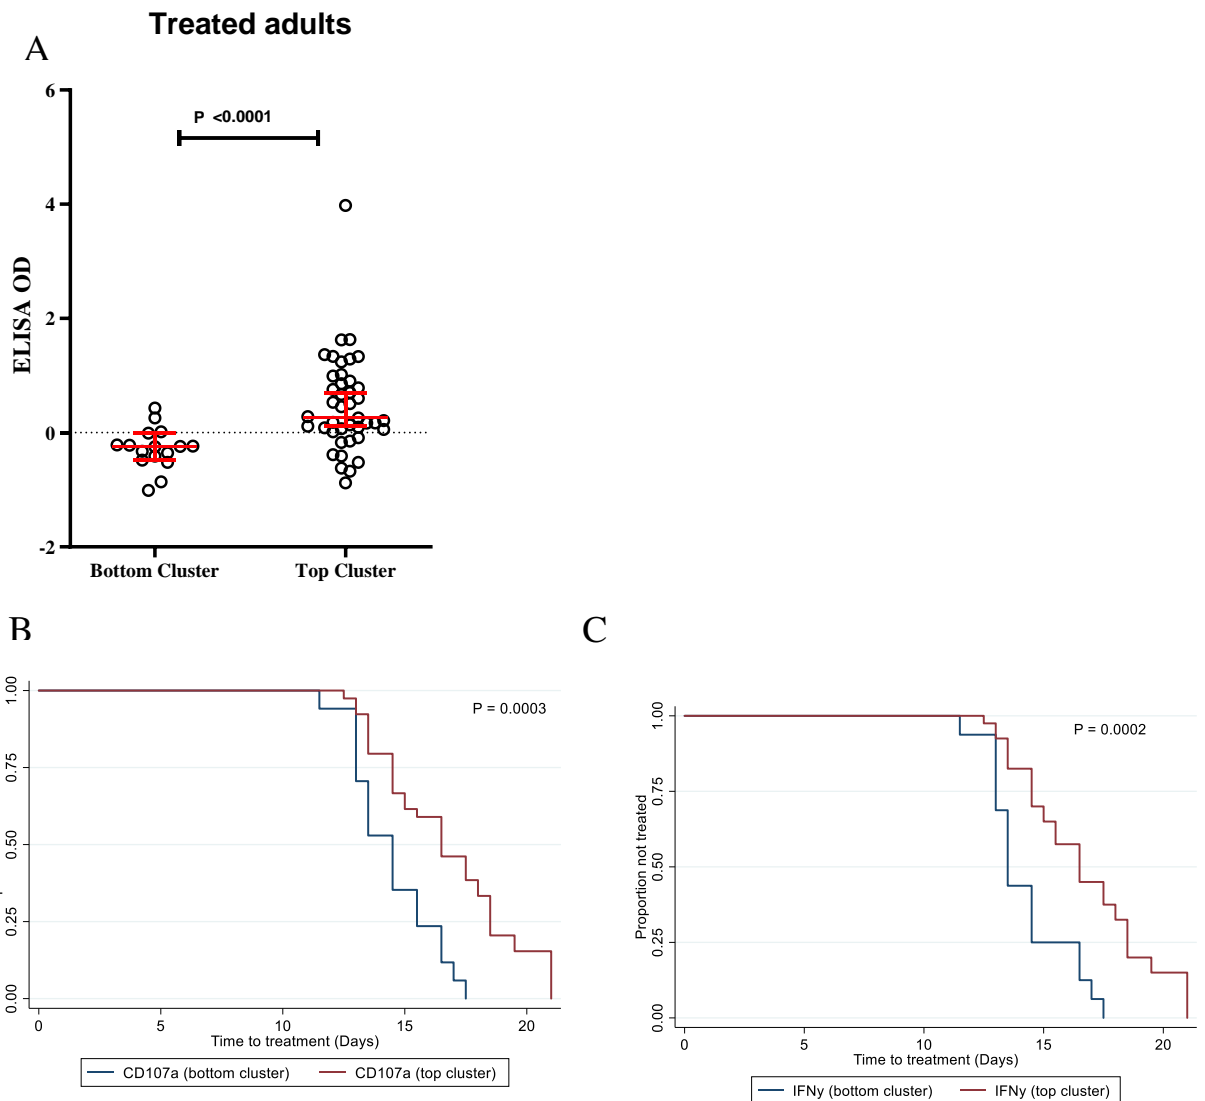 Treated adults
A
P <0.0001
6
4
2
0
-2
ELISA OD
Bottom Cluster
Top Cluster
B
P = 0.0003
1.00
0.75
0.50
0.25
0.00
0
5
10
15
20
Time to treatment (Days)
CD107a (bottom cluster)
CD107a (top cluster)
C
P = 0.0002
Proportion not treated
1.00
0.75
0.50
0.25
0.00
0
5
10
15
20
Time to treatment (Days)
IFNy (bottom cluster)
IFNy (top cluster)